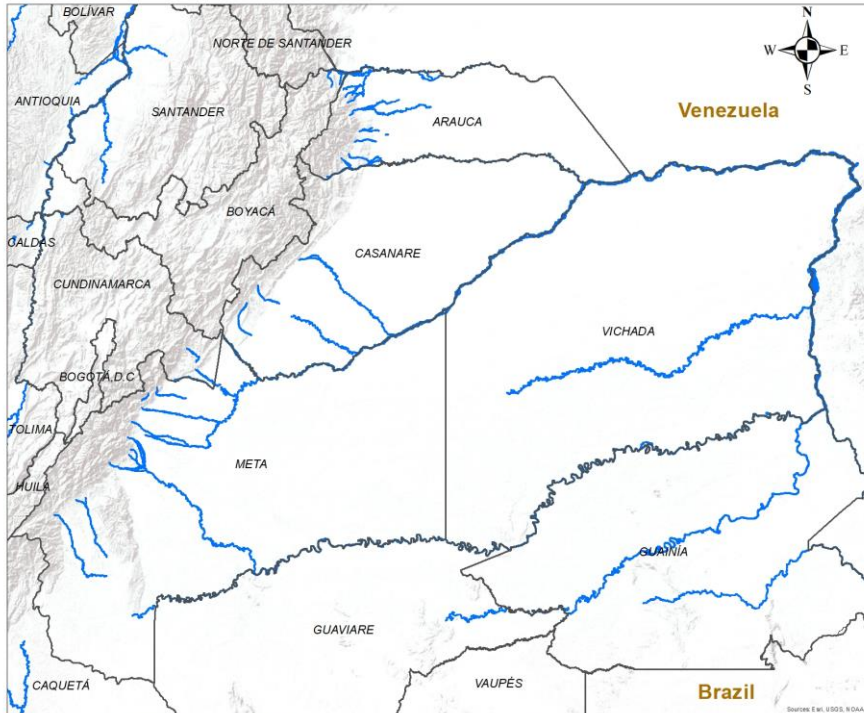 BOLÍVAR
N
NORTE DE SANTANDER
W
E
S
ANTIOQUIA
SANTANDER
Venezuela
ARAUCA
BOYACÁ
CALDAS
CASANARE
CUNDINAMARCA
VICHADA
BOGOTÁ,D.C
TOLIMA
META
HUILA
GUAINÍA
GUAVIARE
CAQUETÁ
VAUPÉS
Brazil
Sources: Esri, USGS, NOAA